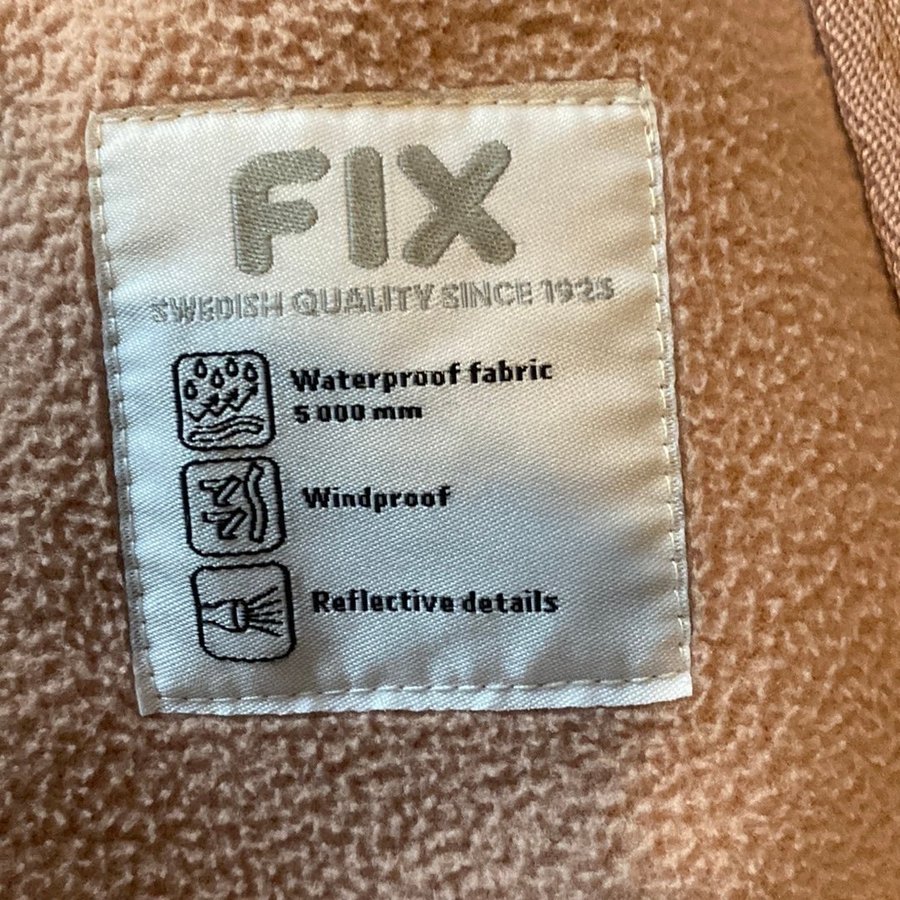 FIX
SWEDISH QUALITY SINCE 1925
Waterproof fabric
5 000 mm
Windproof
Reflective details